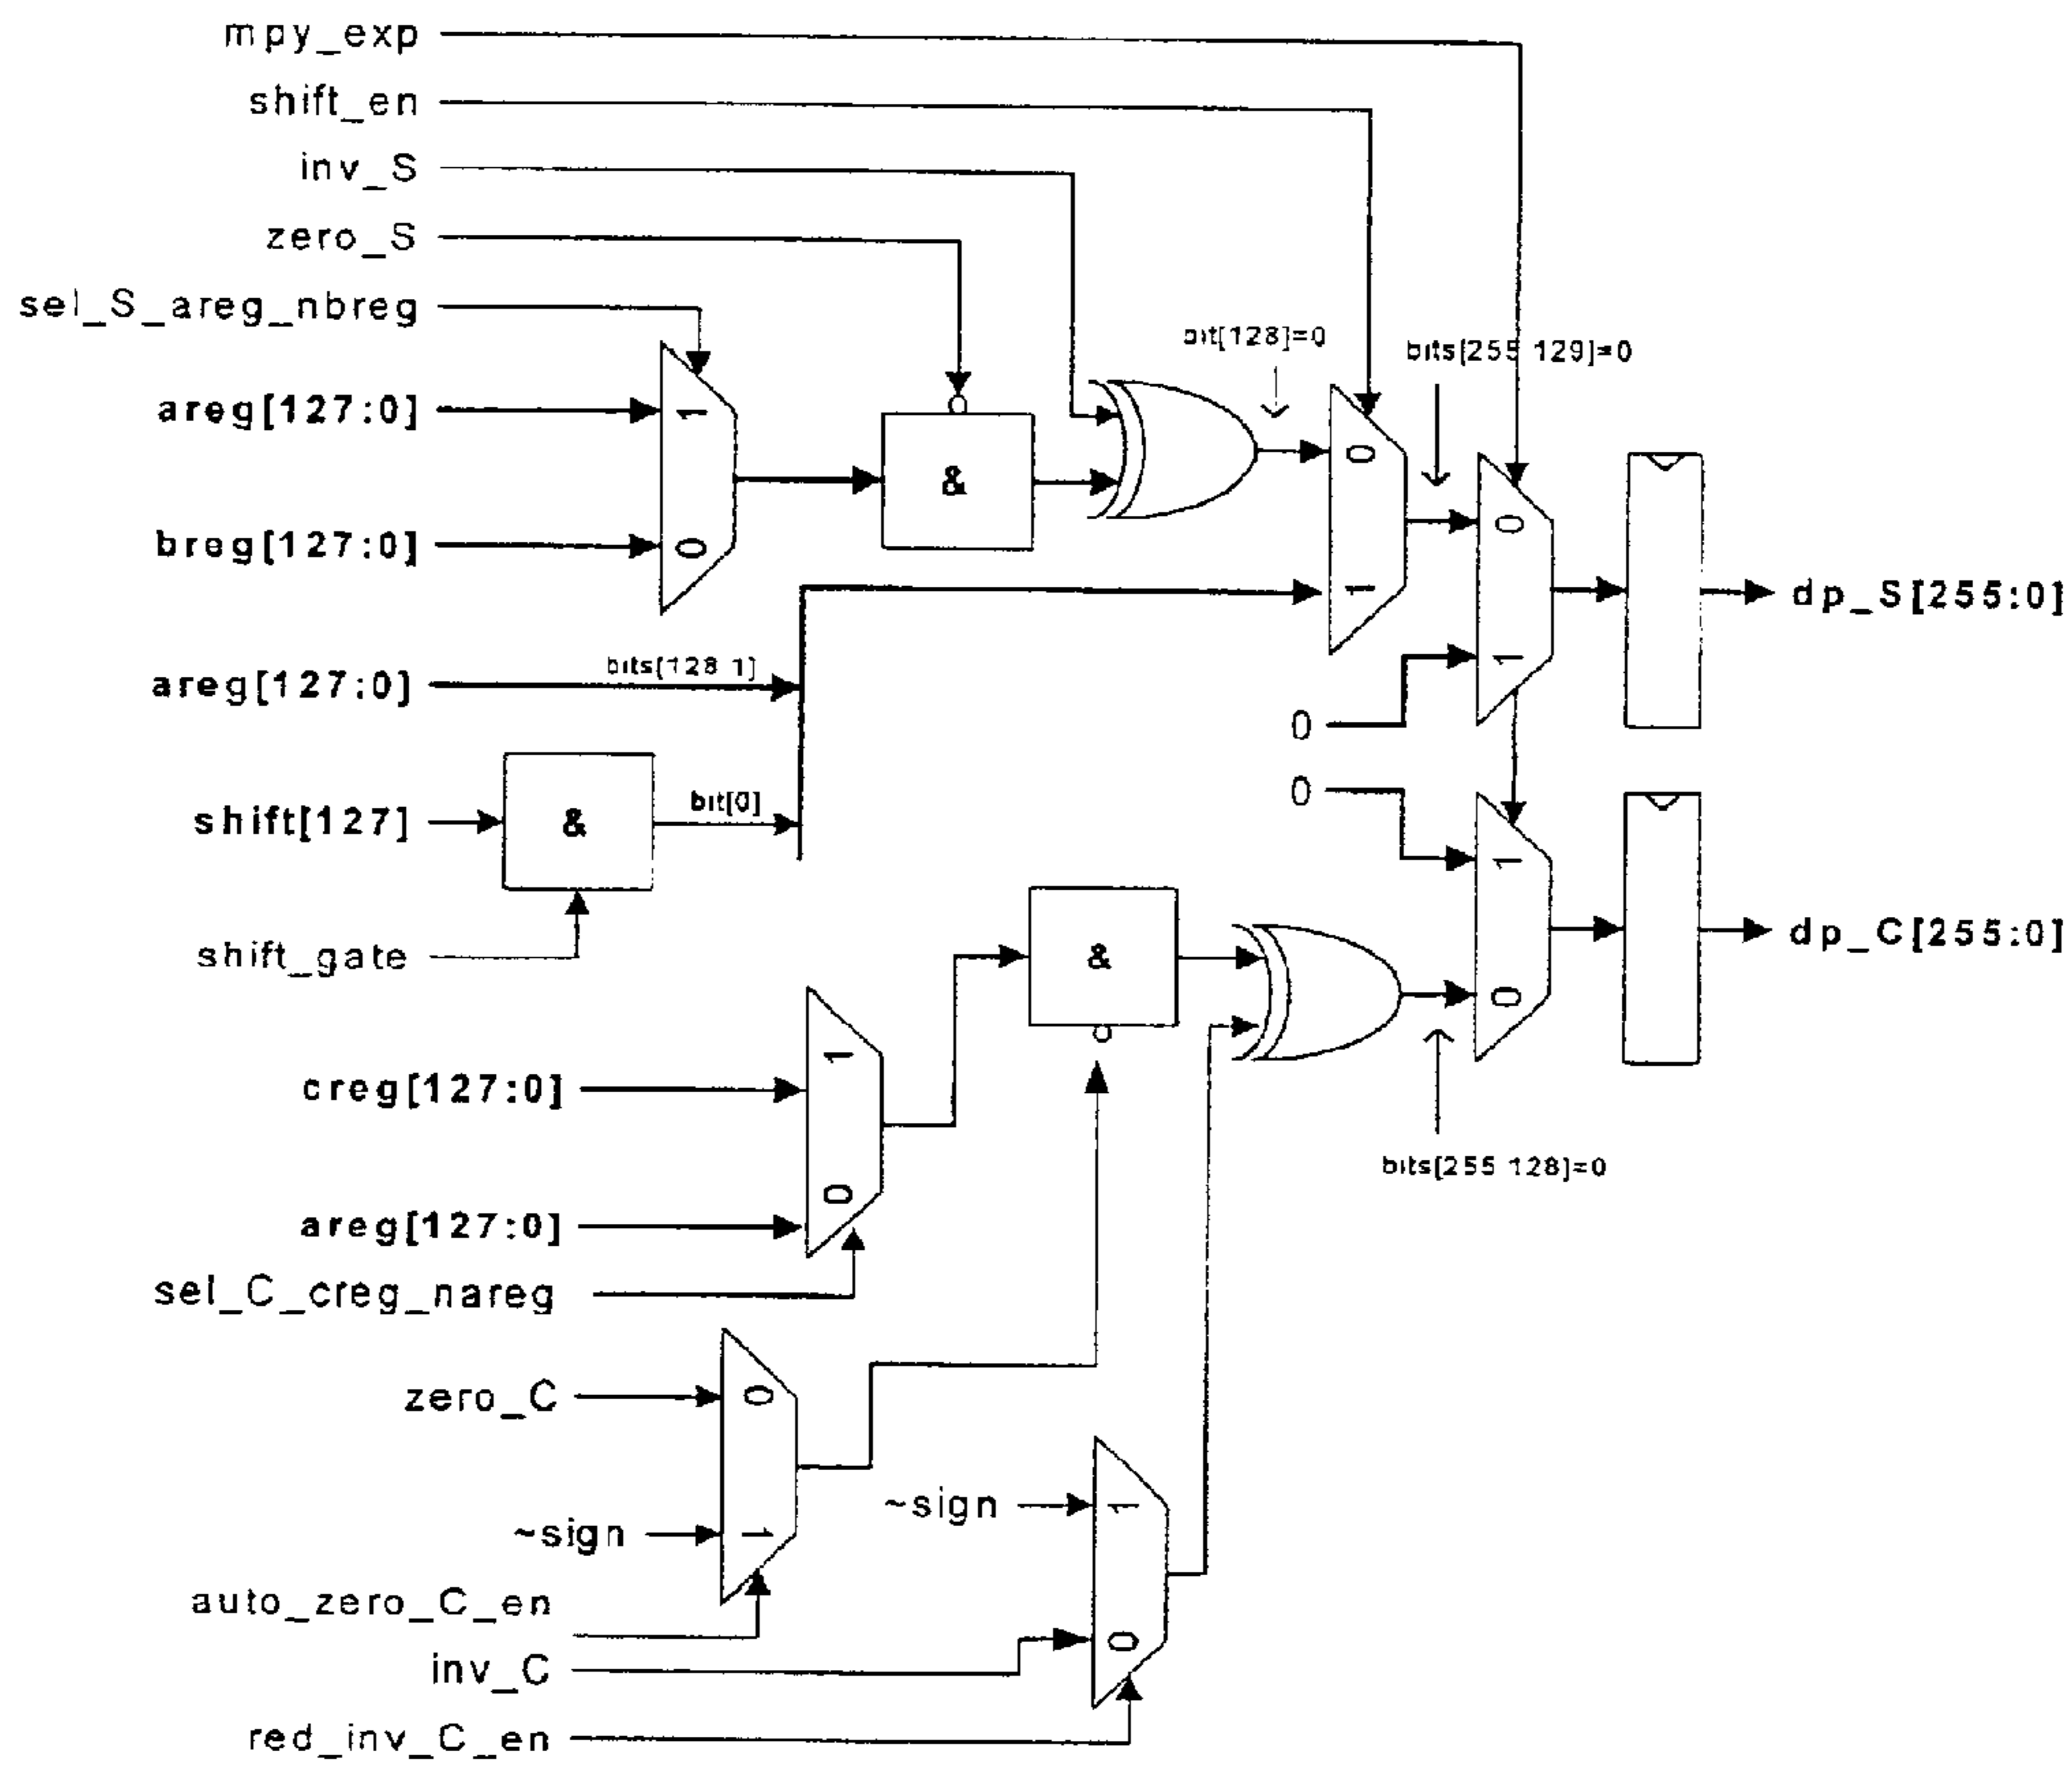 mpy_exp
shift_en
inv_S
zero_S
sel_S_areg_nbreg
bit[128]=0
bits[255 129]=0
areg[127:0]
1
&
0
0
breg[127:0]
0
1
1
dp_S[255:0]
areg[127:0]
bits[128 1]
0
0
shift[127]
&
bit[0]
1
shift_gate
&
dp_C[255:0]
0
creg[127:0]
1
bits[255 128]=0
areg[127:0]
0
sel_C_creg_nareg
zero_C
0
~sign
1
~sign
1
auto_zero_C_en
inv_C
0
red_inv_C_en